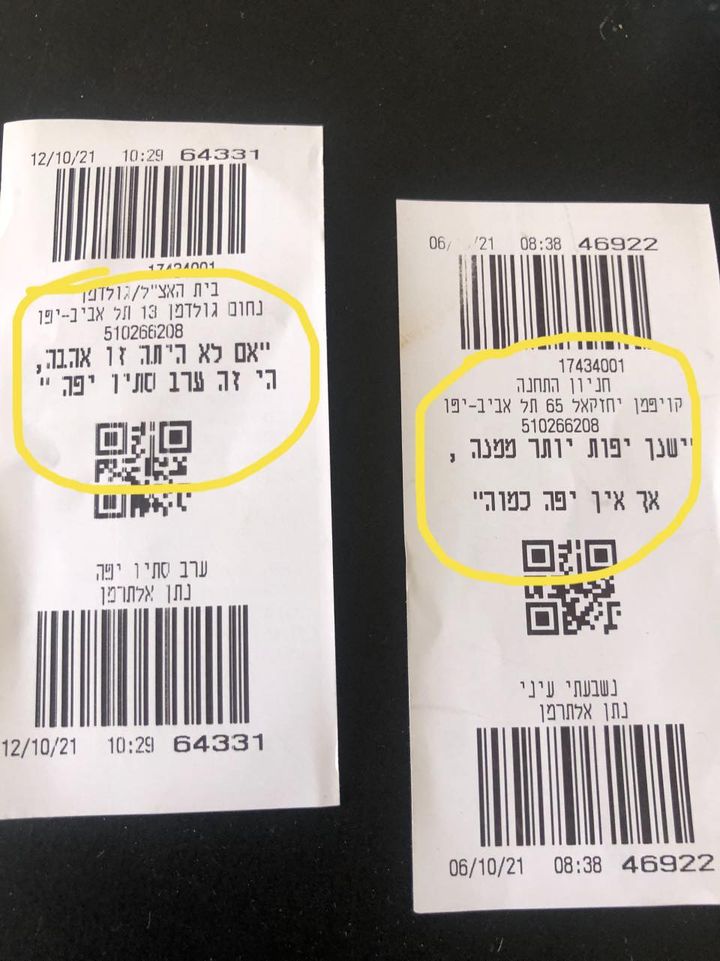 12/10/21 10:29 64331
17434001
בית האצ"ל/גולדמן
נחום גולדמן 13 תל אביב-יפו
510266208
"אם לא היתה זו אהבה,
הי זה ערב סתיו יפה "
ערב סתיו יפה
נתן אלתרמן
12/10/21 10:29 64331
06/ /21 08:38 46922
17434001
חניון התחנה
קויפמן יחזקאל 65 תל אביב-יפו
510266208
"ישנן יפות יותר ממנה ,
אך אין יפה כמוה"
נשבעתי עיני
נתן אלתרמן
06/10/21 08:38 46922